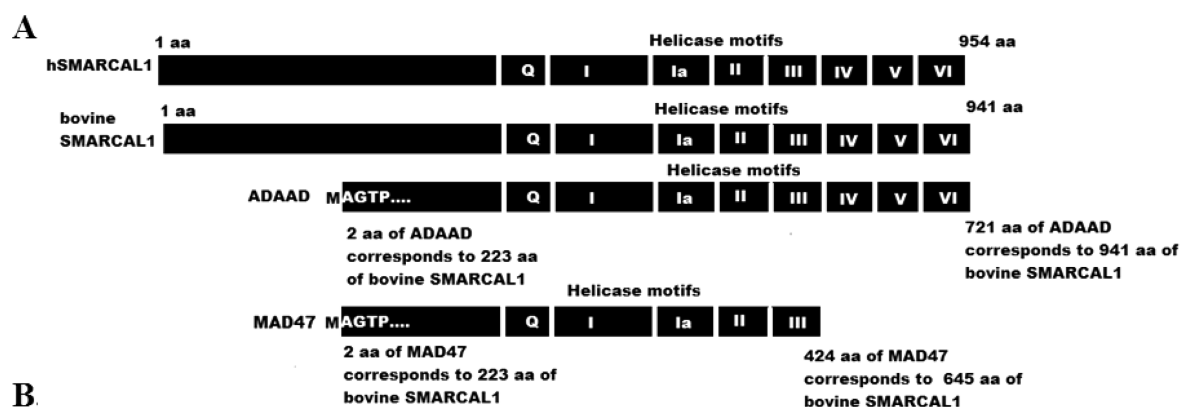 A
1 aa
Helicase motifs
954 aa
hSMARCAL1
Q I Ia II III IV V VI
bovine
SMARCAL1
1 aa
Helicase motifs
941 aa
Q I Ia II III IV V VI
Helicase motifs
ADAAD
MAGTP....
Q I Ia II III IV V VI
2 aa of ADAAD
corresponds to 223 aa
of bovine SMARCAL1
721 aa of ADAAD
corresponds to 941 aa of
bovine SMARCAL1
Helicase motifs
MAD47
MAGTP....
Q I Ia II III
2 aa of MAD47
corresponds to 223 aa of
bovine SMARCAL1
424 aa of MAD47
corresponds to 645 aa of
bovine SMARCAL1
B.